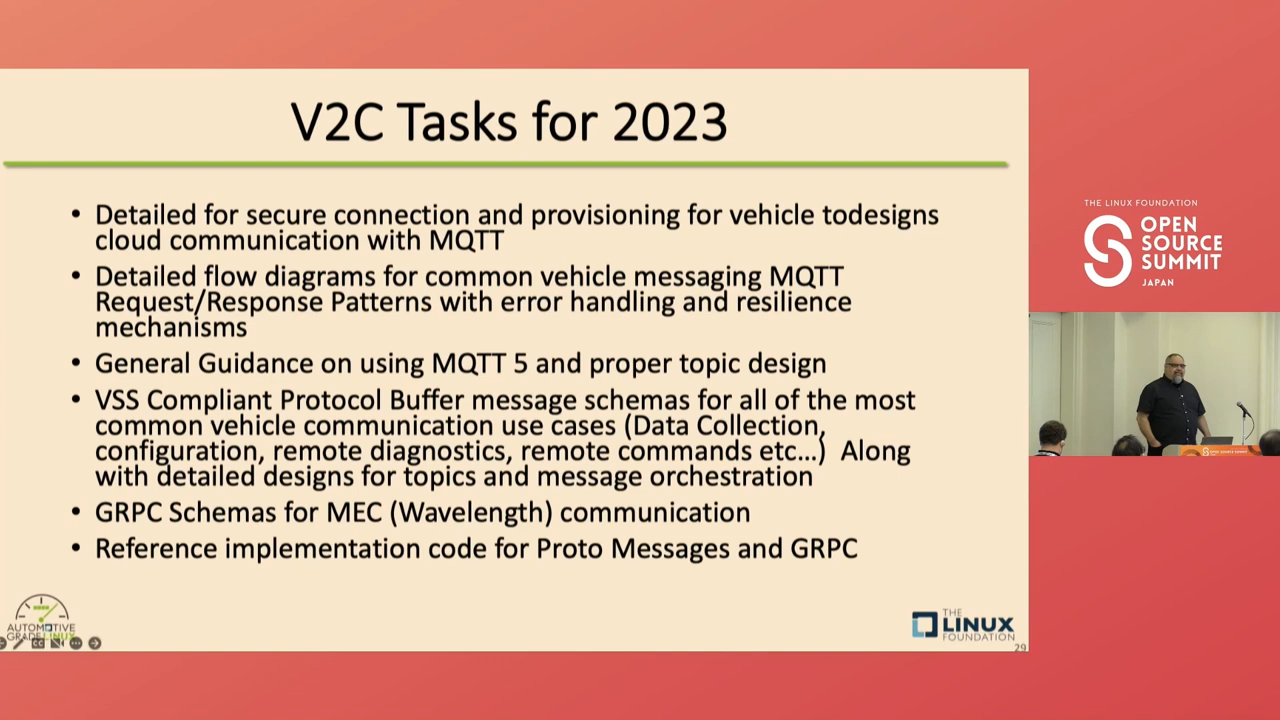 V2C Tasks for 2023
• Detailed for secure connection and provisioning for vehicle todesigns
cloud communication with MQTT
• Detailed flow diagrams for common vehicle messaging MQTT
Request/Response Patterns with error handling and resilience
mechanisms
• General Guidance on using MQTT 5 and proper topic design
• VSS Compliant Protocol Buffer message schemas for all of the most
common vehicle communication use cases (Data Collection,
configuration, remote diagnostics, remote commands etc...) Along
with detailed designs for topics and message orchestration
• GRPC Schemas for MEC (Wavelength) communication
• Reference implementation code for Proto Messages and GRPC
AUTOMOTIVE
GRADE LINUX
CC
THE
LINUX
FOUNDATION
29
THE LINUX FOUNDATION
OPEN
SOURCE
SUMMIT
JAPAN
OPEN SOURCE SUMMIT